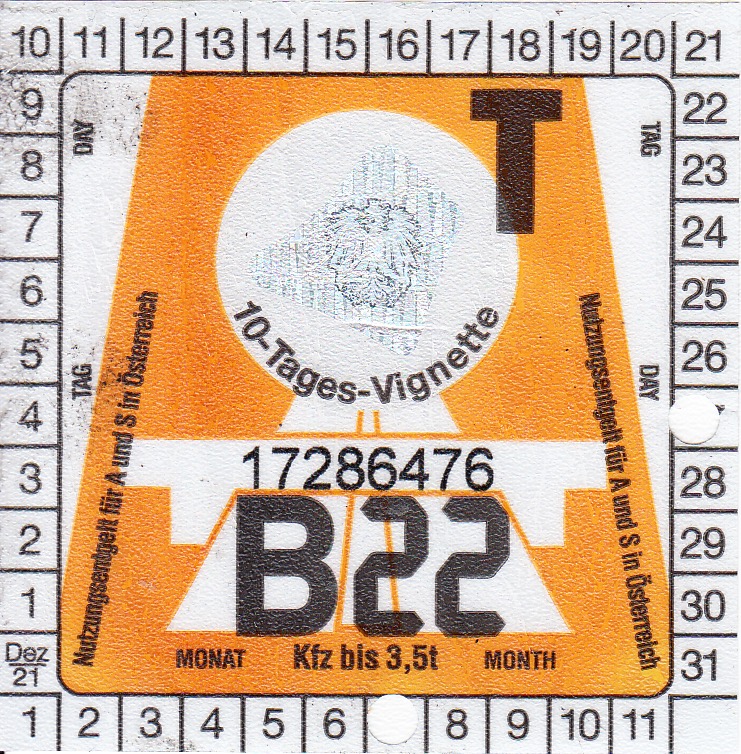 10 11 12 13 14 15 16 17 18 19 20 21
9 DAY T TAG 22
8 23
7 24
6 25
5 26
4 TAG DAY
3 28
2 29
1 30
Dez
21 31
Nutzungsentgelt für A und S in Österreich
10-Tages-Vignette
Nutzungsentgelt für A und S in Österreich
17286476
B22
MONAT Kfz bis 3,5t MONTH
1 2 3 4 5 6 8 9 10 11